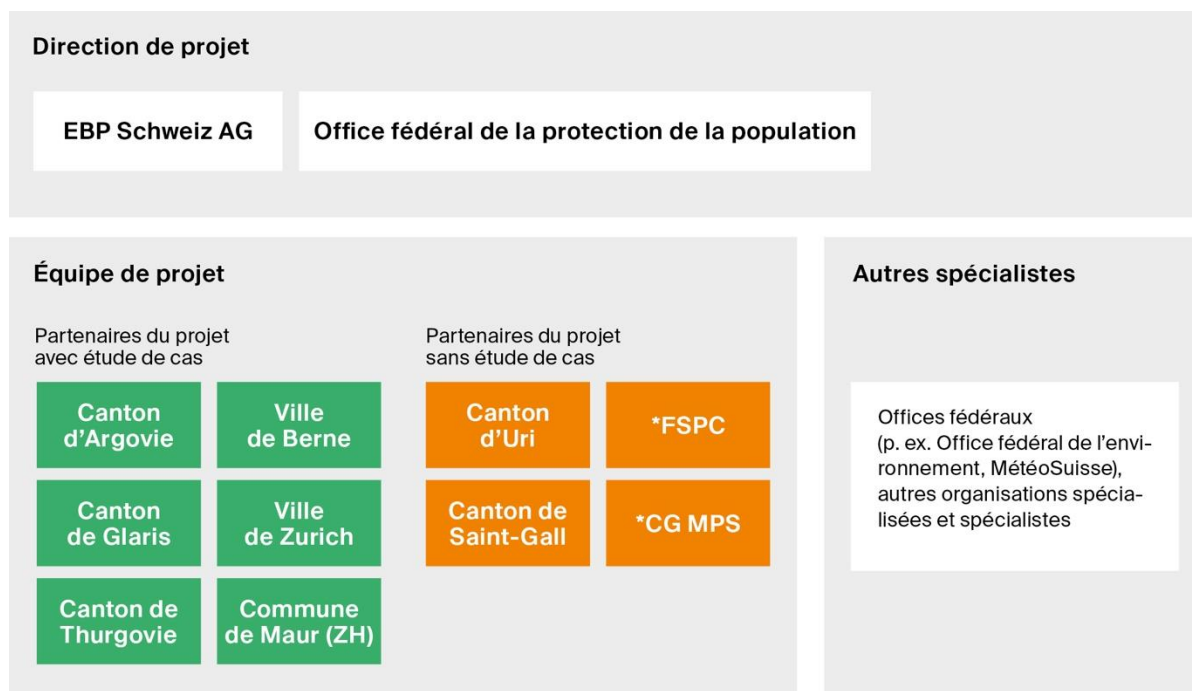 Direction de projet
EBP Schweiz AG
Office fédéral de la protection de la population
Équipe de projet
Partenaires du projet
avec étude de cas
Canton
d’Argovie
Ville
de Berne
Canton
de Glaris
Ville
de Zurich
Canton de
Thurgovie
Commune
de Maur (ZH)
Partenaires du projet
sans étude de cas
Canton
d’Uri
*FSPC
Canton de
Saint-Gall
*CG MPS
Autres spécialistes
Offices fédéraux
(p. ex. Office fédéral de l’envi-
ronnement, MétéoSuisse),
autres organisations spécia-
lisées et spécialistes